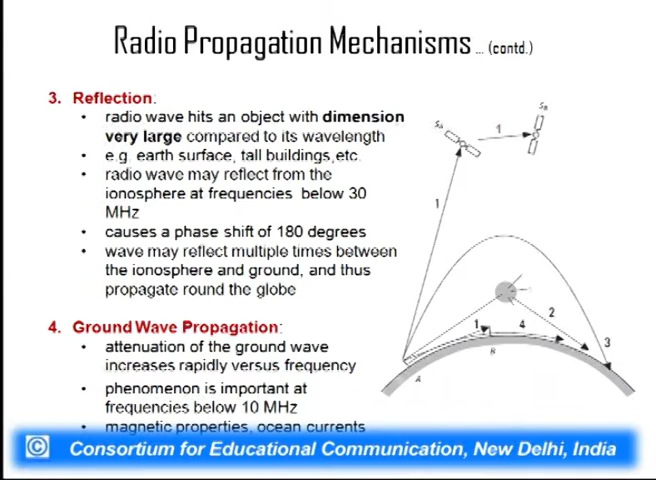 Radio Propagation Mechanisms ... (contd.)
3. Reflection:
• radio wave hits an object with dimension
very large compared to its wavelength
• e.g. earth surface, tall buildings,etc.
• radio wave may reflect from the
ionosphere at frequencies below 30
MHz
• causes a phase shift of 180 degrees
• wave may reflect multiple times between
the ionosphere and ground, and thus
propagate round the globe
4. Ground Wave Propagation:
• attenuation of the ground wave
increases rapidly versus frequency
• phenomenon is important at
frequencies below 10 MHz
• magnetic properties, ocean currents
1
1
2
1
4
3
A
B
© Consortium for Educational Communication, New Delhi, India